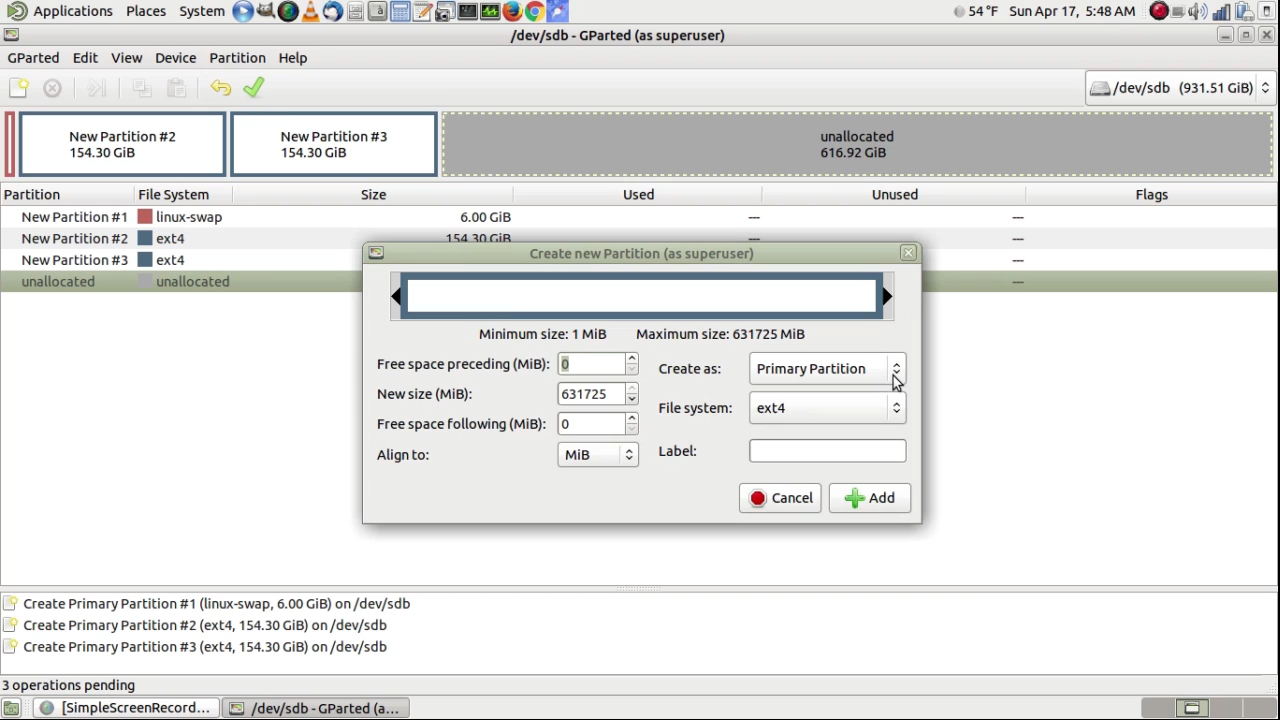 Applications Places System 54 °F Sun Apr 17, 5:48 AM
/dev/sdb - GParted (as superuser)
GParted Edit View Device Partition Help
/dev/sdb (931.51 GiB)
New Partition #2
154.30 GiB
New Partition #3
154.30 GiB
unallocated
616.92 GiB
Partition File System Size Used Unused Flags
New Partition #1 linux-swap 6.00 GiB --- ---
New Partition #2 ext4 154.30 GiB
New Partition #3 ext4 ---
unallocated unallocated ---
Create new Partition (as superuser)
Minimum size: 1 MiB Maximum size: 631725 MiB
Free space preceding (MiB): 0 Create as: Primary Partition
New size (MiB): 631725 File system: ext4
Free space following (MiB): 0
Align to: MiB Label:
Cancel Add
Create Primary Partition #1 (linux-swap, 6.00 GiB) on /dev/sdb
Create Primary Partition #2 (ext4, 154.30 GiB) on /dev/sdb
Create Primary Partition #3 (ext4, 154.30 GiB) on /dev/sdb
3 operations pending
[SimpleScreenRecord... /dev/sdb - GParted (a...